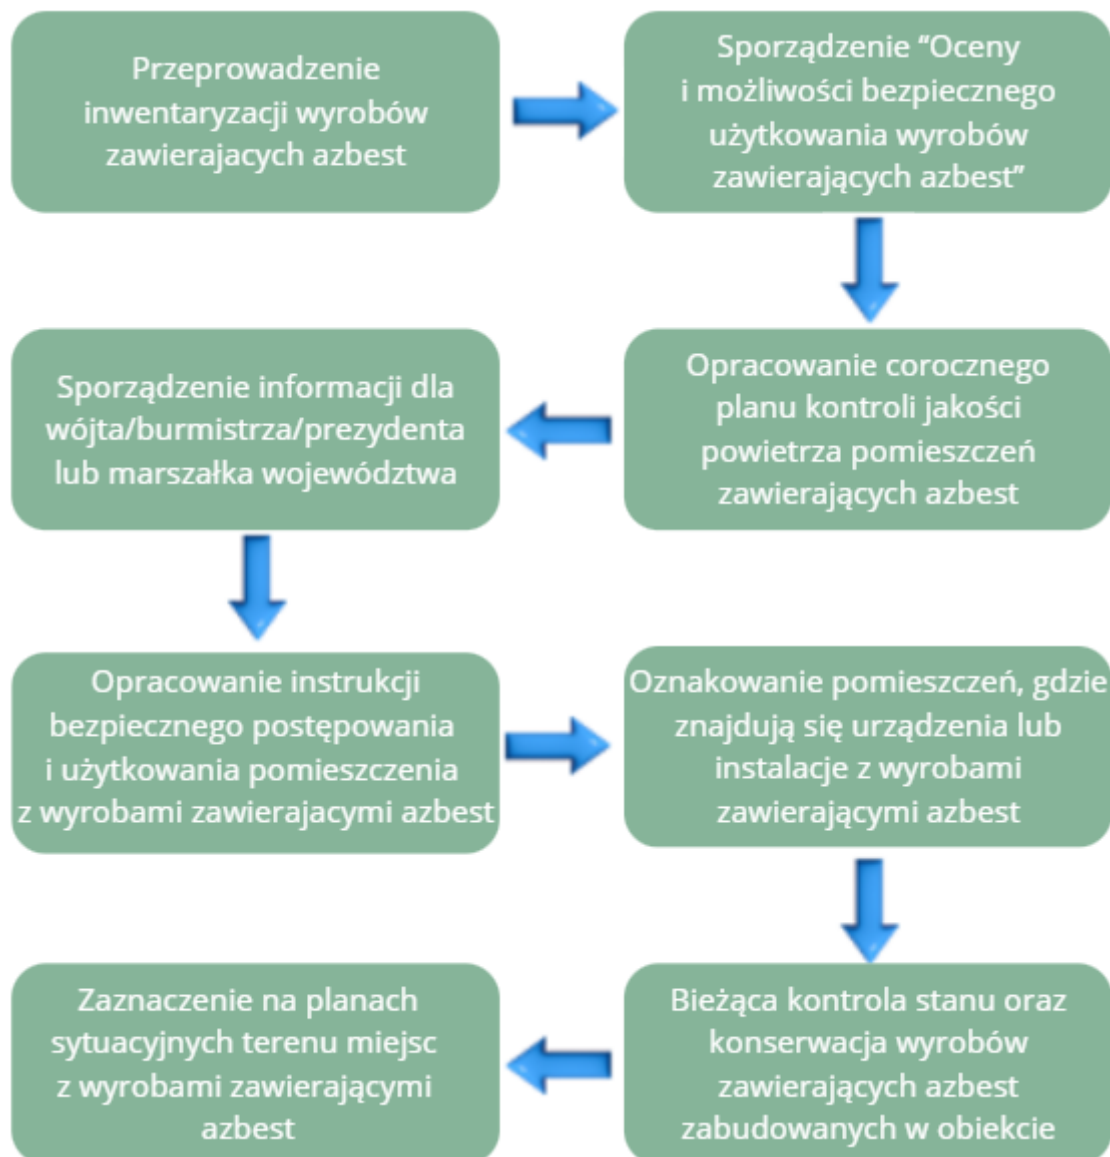 Przeprowadzenie
inwentaryzacji wyrobów
zawierajacych azbest
Sporządzenie “Oceny
i możliwości bezpiecznego
użytkowania wyrobów
zawierających azbest”
Opracowanie corocznego
planu kontroli jakości
powietrza pomieszczeń
zawierających azbest
Sporządzenie informacji dla
wójta/burmistrza/prezydenta
lub marszałka województwa
Opracowanie instrukcji
bezpiecznego postępowania
i użytkowania pomieszczenia
z wyrobami zawierajacymi azbest
Oznakowanie pomieszczeń, gdzie
znajdują się urządzenia lub
instalacje z wyrobami
zawierającymi azbest
Bieżąca kontrola stanu oraz
konserwacja wyrobów
zawierających azbest
zabudowanych w obiekcie
Zaznaczenie na planach
sytuacyjnych terenu miejsc
z wyrobami zawierającymi
azbest